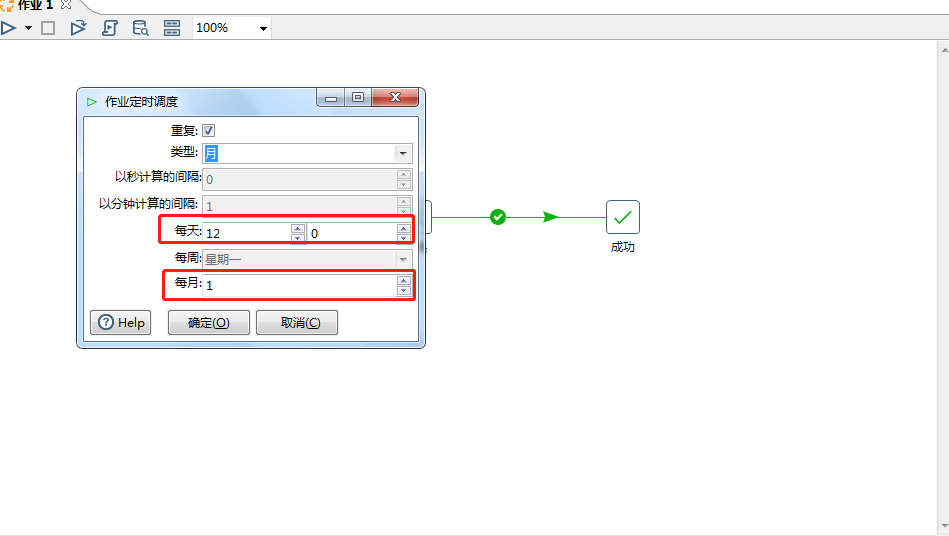 作业 1
100%
作业定时调度
重复:
类型: 月
以秒计算的间隔: 0
以分钟计算的间隔: 1
每天: 12 0
每周: 星期一
每月: 1
Help 确定(O) 取消(C)
成功